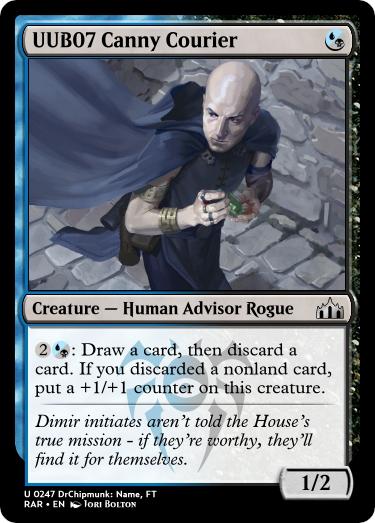 UUB07 Canny Courier
Creature — Human Advisor Rogue
2 : Draw a card, then discard a
card. If you discarded a nonland card,
put a +1/+1 counter on this creature.
Dimir initiates aren't told the House's
true mission - if they're worthy, they'll
find it for themselves.
1/2
U 0247 DrChipmunk: Name, FT
RAR • EN Jori Bolton